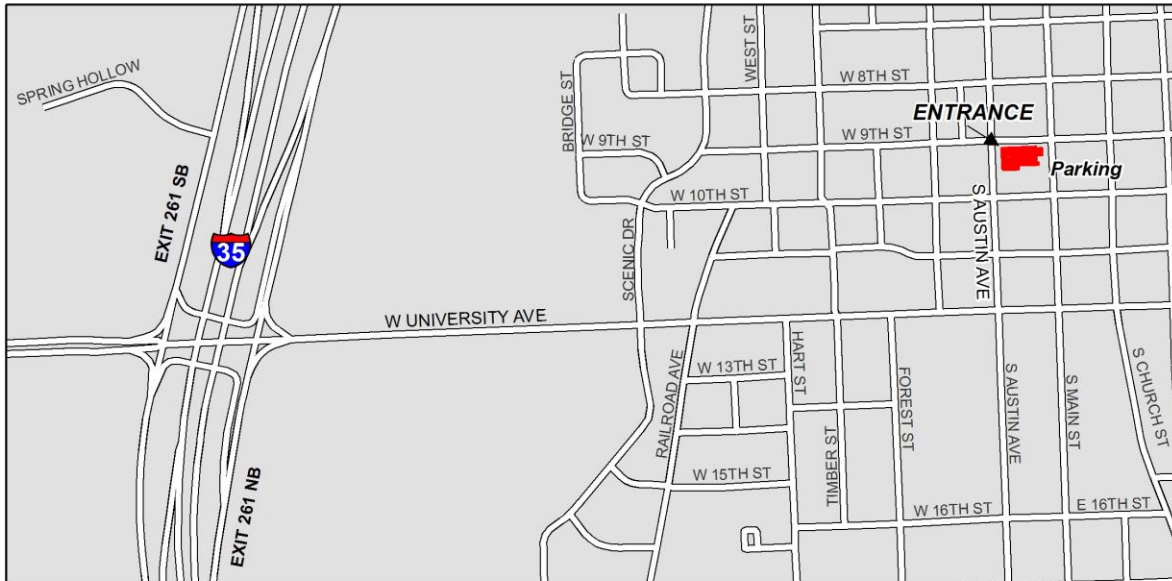 SPRING HOLLOW
EXIT 261 SB
35
EXIT 261 NB
W UNIVERSITY AVE
BRIDGE ST
WEST ST
W 8TH ST
ENTRANCE
W 9TH ST
W 9TH ST
Parking
W 10TH ST
SCENIC DR
S AUSTIN AVE
RAILROAD AVE
W 13TH ST
HART ST
FOREST ST
S AUSTIN AVE
S MAIN ST
S CHURCH ST
TIMBER ST
W 15TH ST
W 16TH ST
E 16TH ST